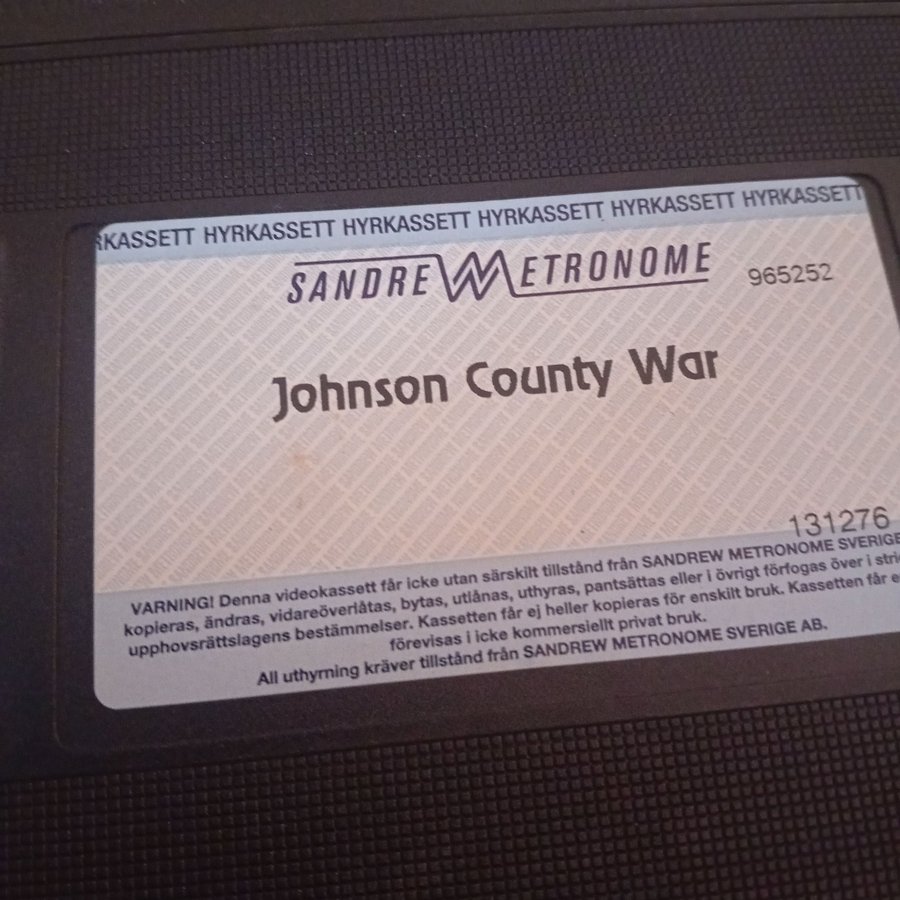 RKASSETT HYRKASSETT HYRKASSETT HYRKASSETT HYRKASSETT HYRKASSETT
SANDREWMETRONOME
965252
Johnson County War
131276
VARNING! Denna videokassett får icke utan särskilt tillstånd från SANDREW METRONOME SVERIGE
kopieras, ändras, vidareöverlåtas, bytas, utlånas, uthyras, pantsättas eller i övrigt förfogas över i stri
upphovsrättslagens bestämmelser. Kassetten får ej heller kopieras för enskilt bruk. Kassetten får e
förevisas i icke kommersiellt privat bruk.
All uthyrning kräver tillstånd från SANDREW METRONOME SVERIGE AB.